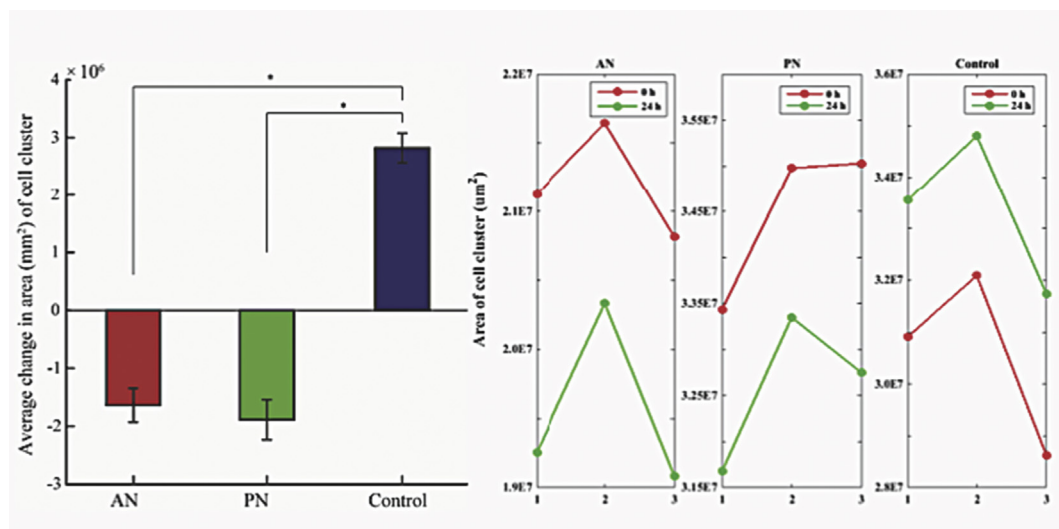 × 10⁶
4
3
2
1
0
-1
-2
-3
Average change in area (mm²) of cell cluster
*
*
AN
PN
Control
Area of cell cluster (um²)
AN
0 h
24 h
2.2E7
2.1E7
2.0E7
1.9E7
1
2
3
PN
0 h
24 h
3.55E7
3.45E7
3.35E7
3.25E7
3.15E7
1
2
3
Control
0 h
24 h
3.6E7
3.4E7
3.2E7
3.0E7
2.8E7
1
2
3